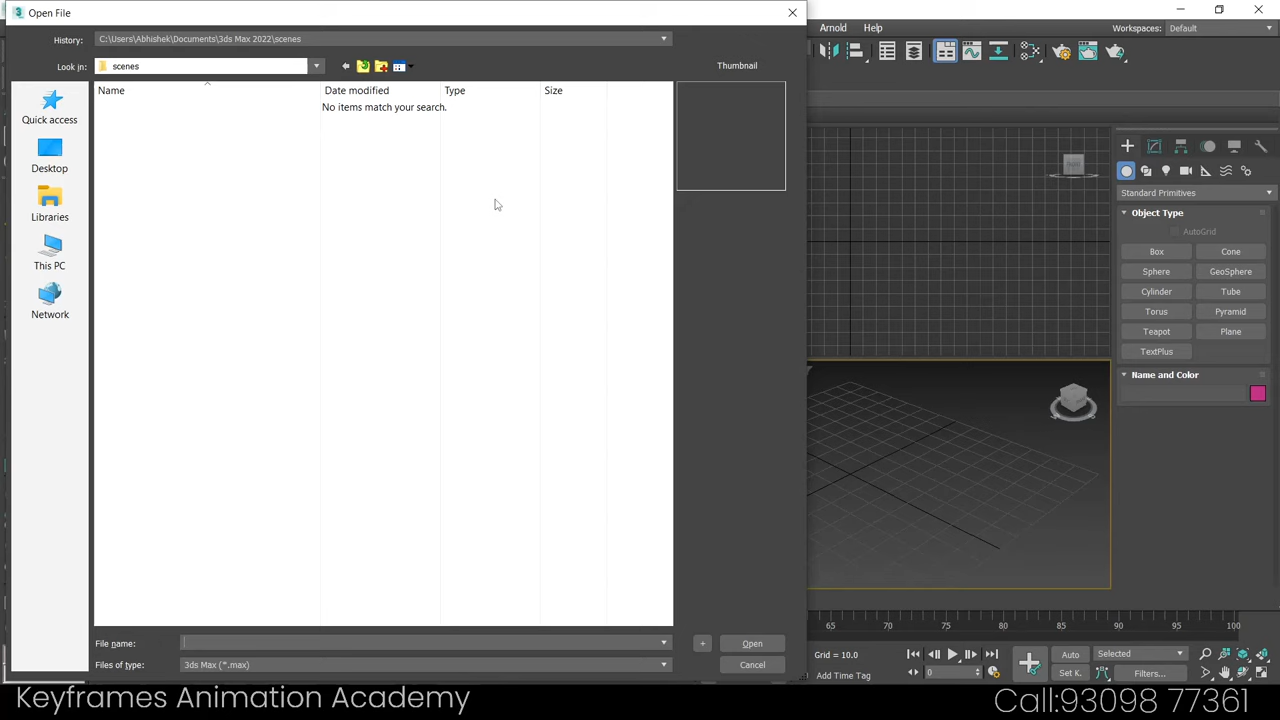 Open File
Arnold Help Workspaces: Default
History: C:\Users\Abhishek\Documents\3ds Max 2022\scenes
Look in: scenes Thumbnail
Name Date modified Type Size
No items match your search.
Quick access
Desktop
Libraries
This PC
Network
Standard Primitives
Object Type
AutoGrid
Box Cone
Sphere GeoSphere
Cylinder Tube
Torus Pyramid
Teapot Plane
TextPlus
Name and Color
65 70 75 80 85 90 95 100
File name: + Open
Files of type: 3ds Max (*.max) Cancel
Grid = 10.0 Auto Selected
Add Time Tag 0 Set K. Filters...
Keyframes Animation Academy Call:93098 77361